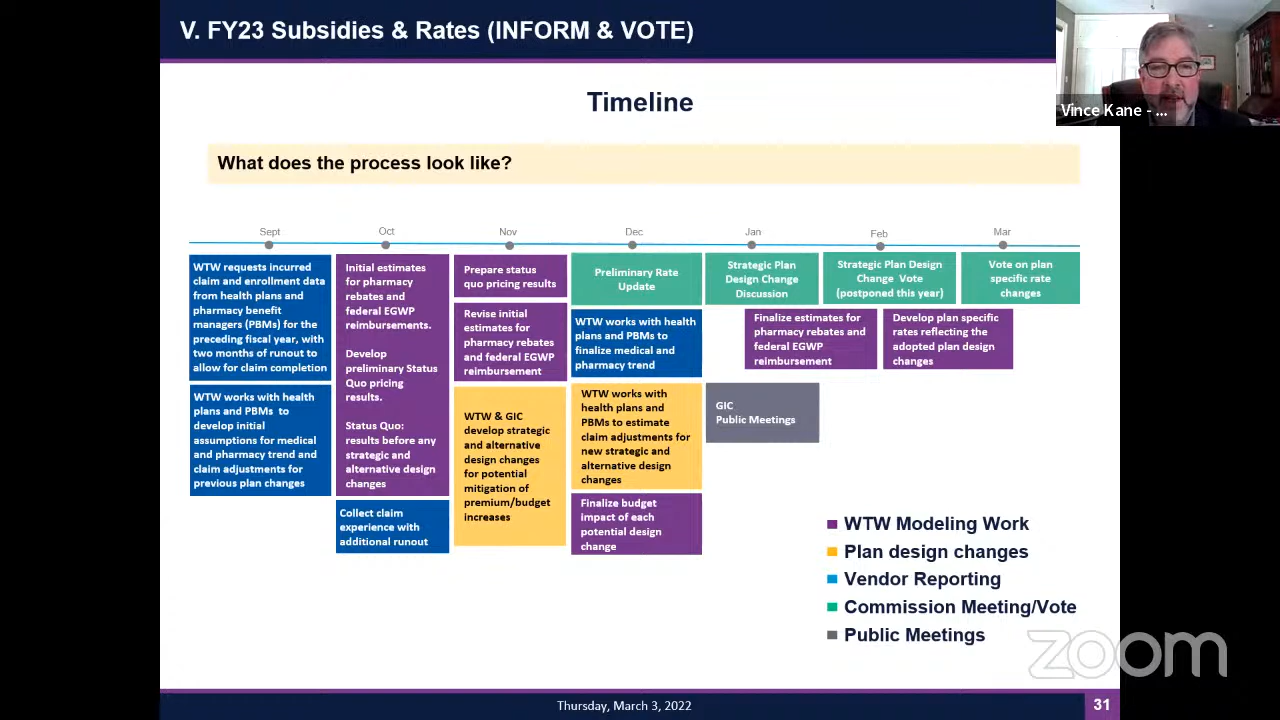 V. FY23 Subsidies & Rates (INFORM & VOTE)
Vince Kane - ...
Timeline
What does the process look like?
Sept
Oct
Nov
Dec
Jan
Feb
Mar
WTW requests incurred
claim and enrollment data
from health plans and
pharmacy benefit
managers (PBMs) for the
preceding fiscal year, with
two months of runout to
allow for claim completion
WTW works with health
plans and PBMs to
develop initial
assumptions for medical
and pharmacy trend and
claim adjustments for
previous plan changes
Initial estimates
for pharmacy
rebates and
federal EGWP
reimbursements.
Develop
preliminary Status
Quo pricing
results.
Status Quo:
results before any
strategic and
alternative design
changes
Collect claim
experience with
additional runout
Prepare status
quo pricing results
Revise initial
estimates for
pharmacy rebates
and federal EGWP
reimbursement
WTW & GIC
develop strategic
and alternative
design changes
for potential
mitigation of
premium/budget
increases
Preliminary Rate
Update
WTW works with health
plans and PBMs to
finalize medical and
pharmacy trend
WTW works with
health plans and
PBMs to estimate
claim adjustments for
new strategic and
alternative design
changes
Finalize budget
impact of each
potential design
change
Strategic Plan
Design Change
Discussion
Strategic Plan Design
Change Vote
(postponed this year)
Vote on plan
specific rate
changes
Finalize estimates for
pharmacy rebates and
federal EGWP
reimbursement
Develop plan specific
rates reflecting the
adopted plan design
changes
GIC
Public Meetings
WTW Modeling Work
Plan design changes
Vendor Reporting
Commission Meeting/Vote
Public Meetings
zoom
Thursday, March 3, 2022
31